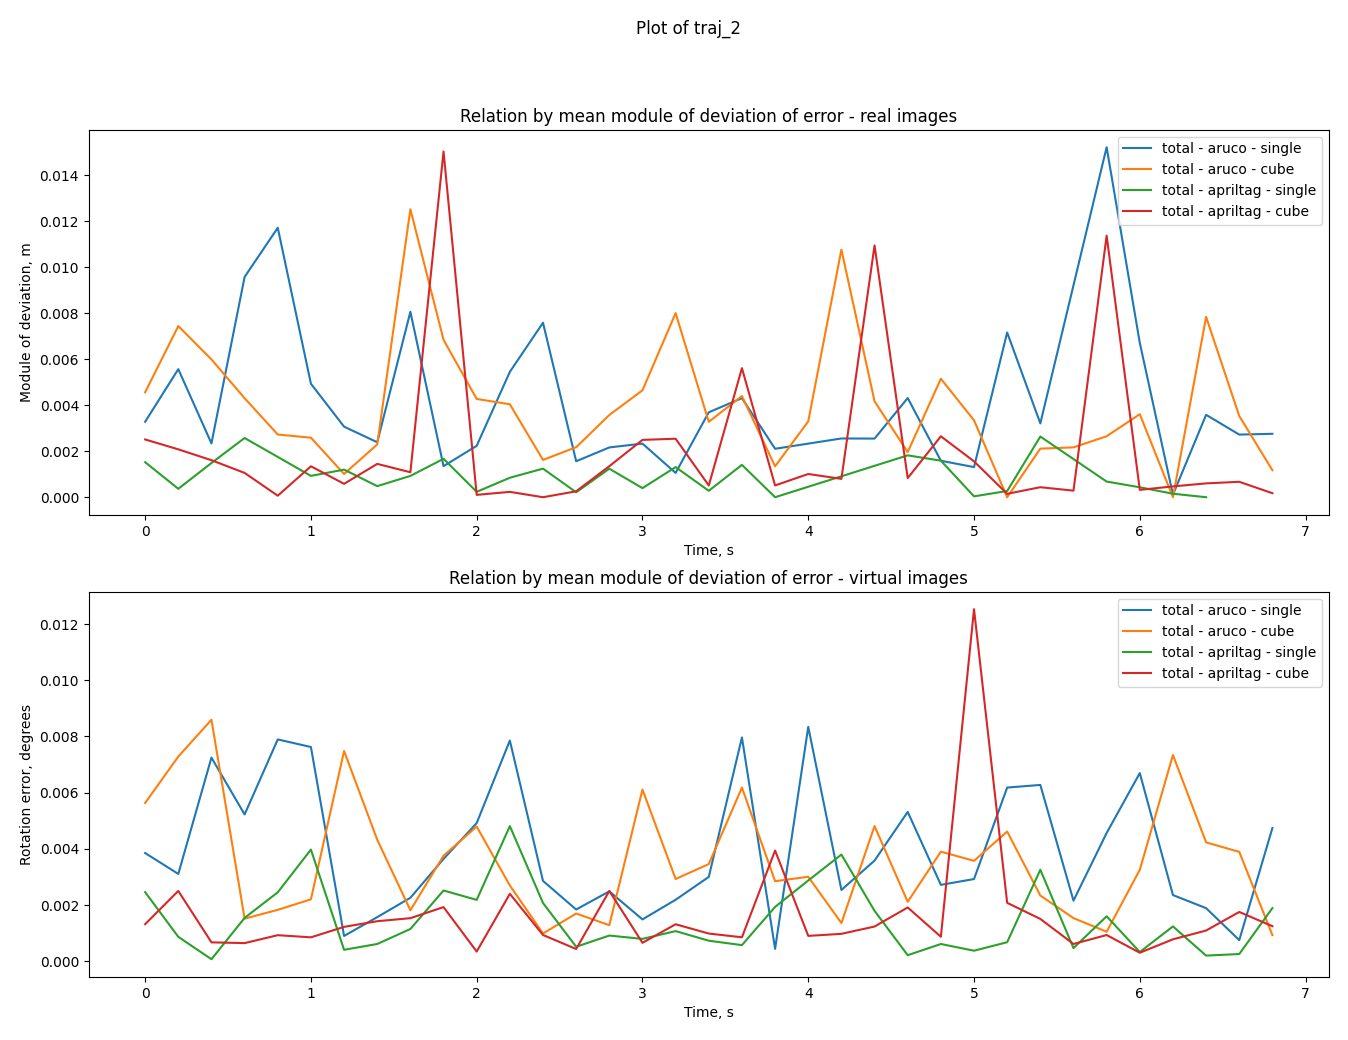 Plot of traj_2
Relation by mean module of deviation of error - real images
total - aruco - single
total - aruco - cube
total - apriltag - single
total - apriltag - cube
Module of deviation, m
0.014
0.012
0.010
0.008
0.006
0.004
0.002
0.000
0 1 2 3 4 5 6 7
Time, s
Relation by mean module of deviation of error - virtual images
total - aruco - single
total - aruco - cube
total - apriltag - single
total - apriltag - cube
Rotation error, degrees
0.012
0.010
0.008
0.006
0.004
0.002
0.000
0 1 2 3 4 5 6 7
Time, s